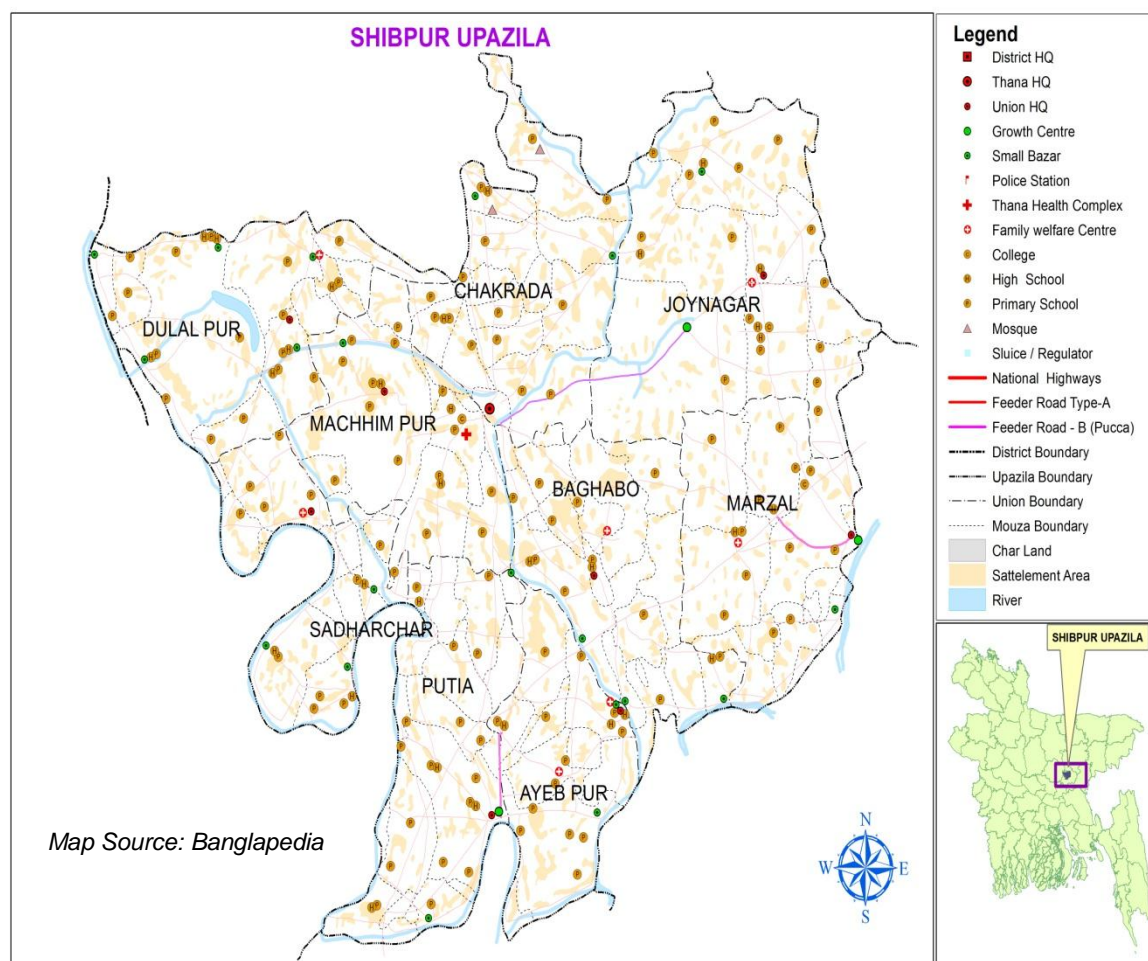 SHIBPUR UPAZILA
CHAKRADA
JOYNAGAR
DULAL PUR
MACHHIM PUR
BAGHABO
MARZAL
SADHARCHAR
PUTIA
AYEB PUR
Map Source: Banglapedia
N
W E
S
Legend
District HQ
Thana HQ
Union HQ
Growth Centre
Small Bazar
Police Station
Thana Health Complex
Family welfare Centre
College
High School
Primary School
Mosque
Sluice / Regulator
National Highways
Feeder Road Type-A
Feeder Road - B (Pucca)
District Boundary
Upazila Boundary
Union Boundary
Mouza Boundary
Char Land
Sattelement Area
River
SHIBPUR UPAZILA